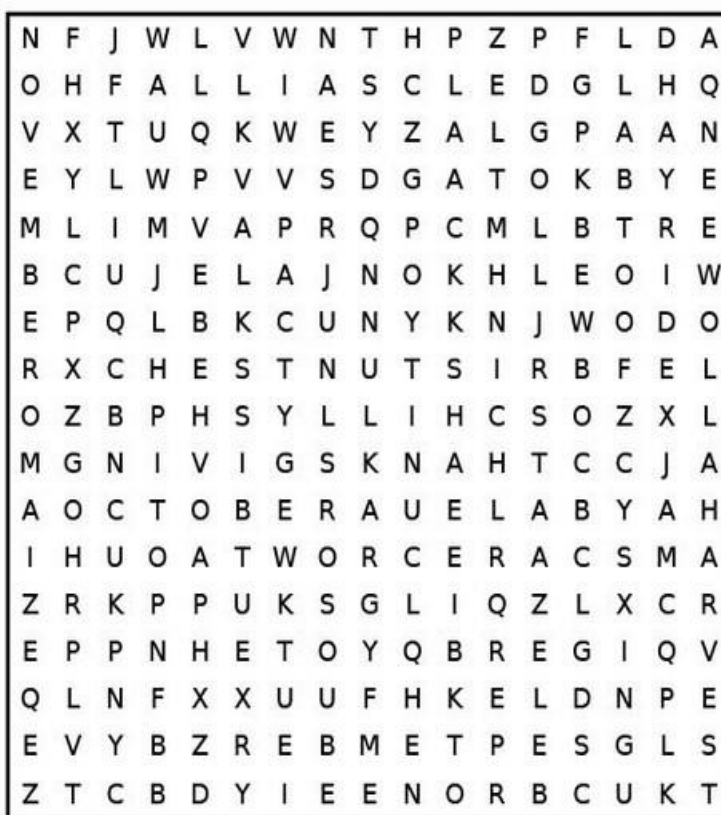 N F J W L V W N T H P Z P F L D A
O H F A L L I A S C L E D G L H Q
V X T U Q K W E Y Z A L G P A A N
E Y L W P V V S D G A T O K B Y E
M L I M V A P R Q P C M L B T R E
B C U J E L A J N O K H L E O I W
E P Q L B K C U N Y K N J W O D O
R X C H E S T N U T S I R B F E L
O Z B P H S Y L L I H C S O Z X L
M G N I V I G S K N A H T C C J A
A O C T O B E R A U E L A B Y A H
I H U O A T W O R C E R A C S M A
Z R K P P U K S G L I Q Z L X C R
E P P N H E T O Y Q B R E G I Q V
Q L N F X X U U F H K E L D N P E
E V Y B Z R E B M E T P E S G L S
Z T C B D Y I E E N O R B C U K T